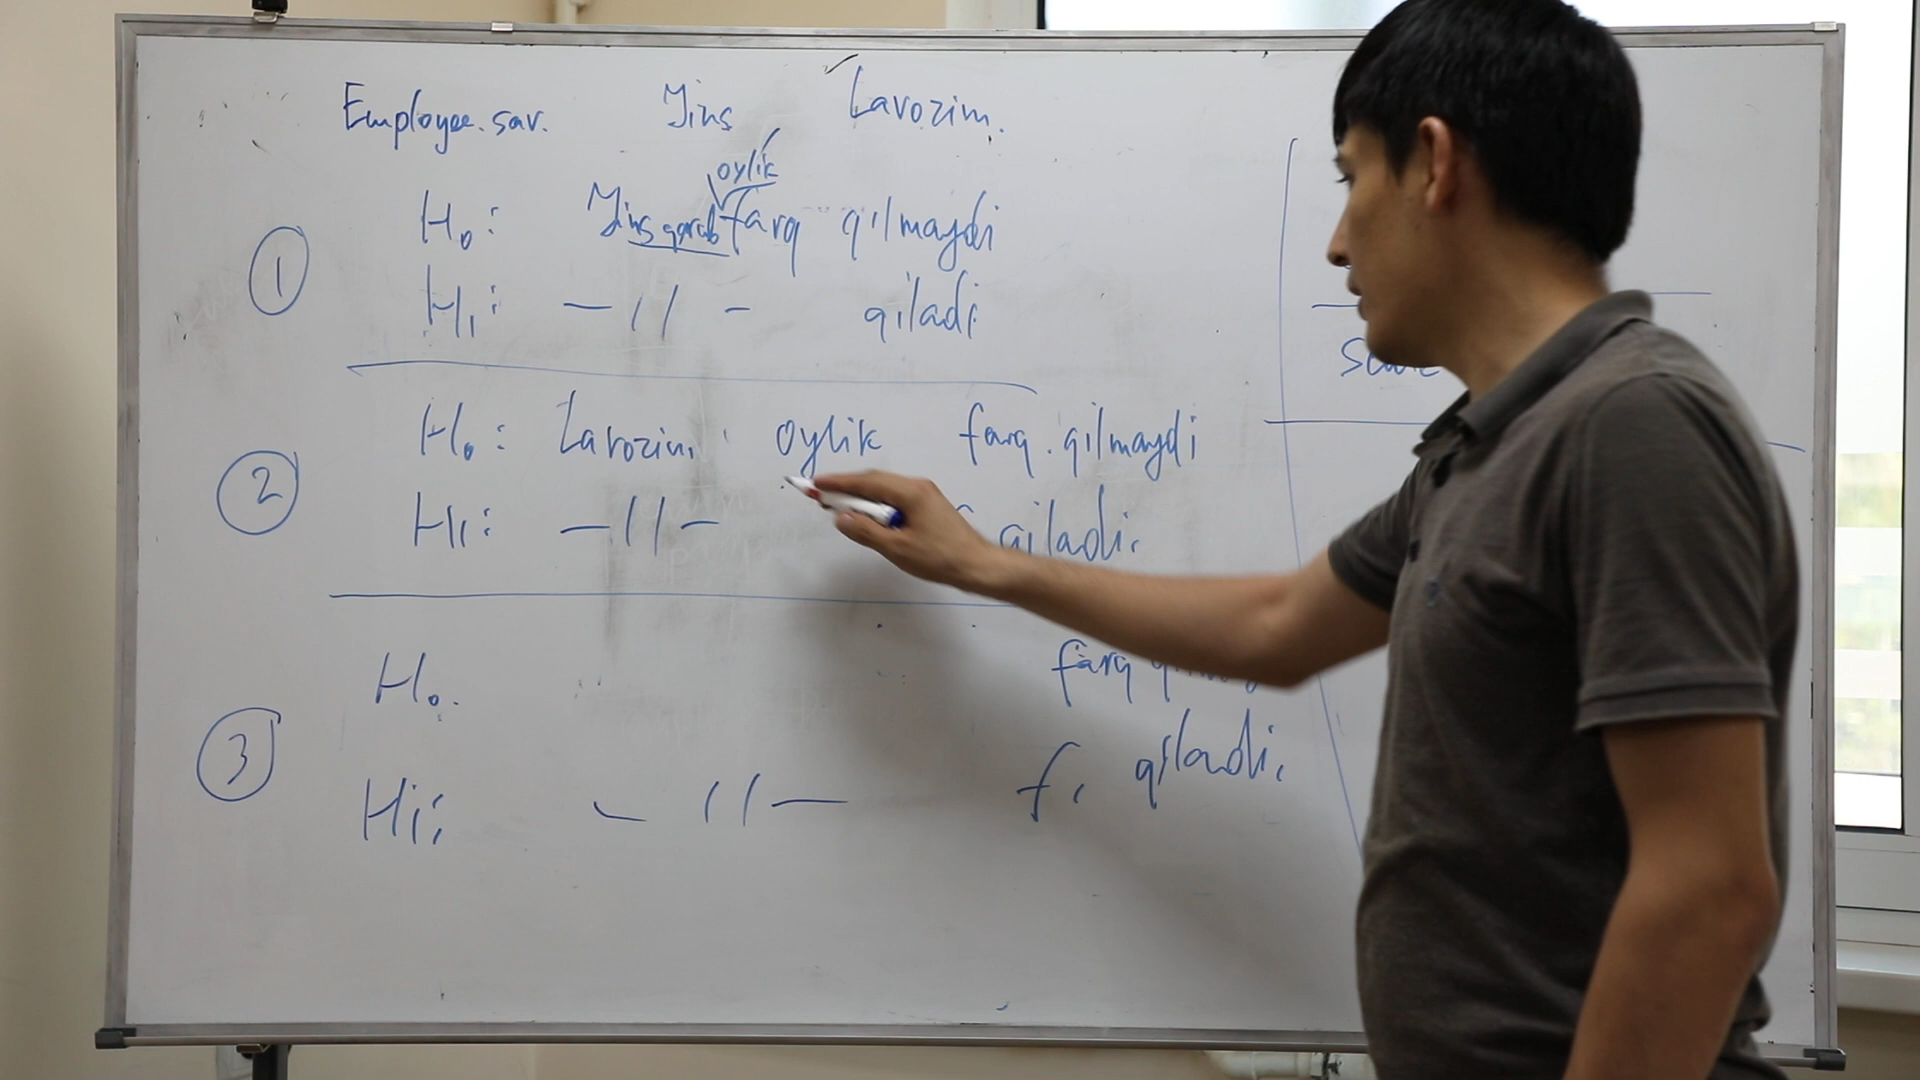 Employee.sav. Jins Lavozim.
oylik
① H₀: Jins qarab farq qilmaydi
H₁: — // — qiladi
② H₀: Lavozim oylik farq. qilmaydi
H₁: — // — qiladi.
③ H₀. farq
H₁: — // — f. qiladi.